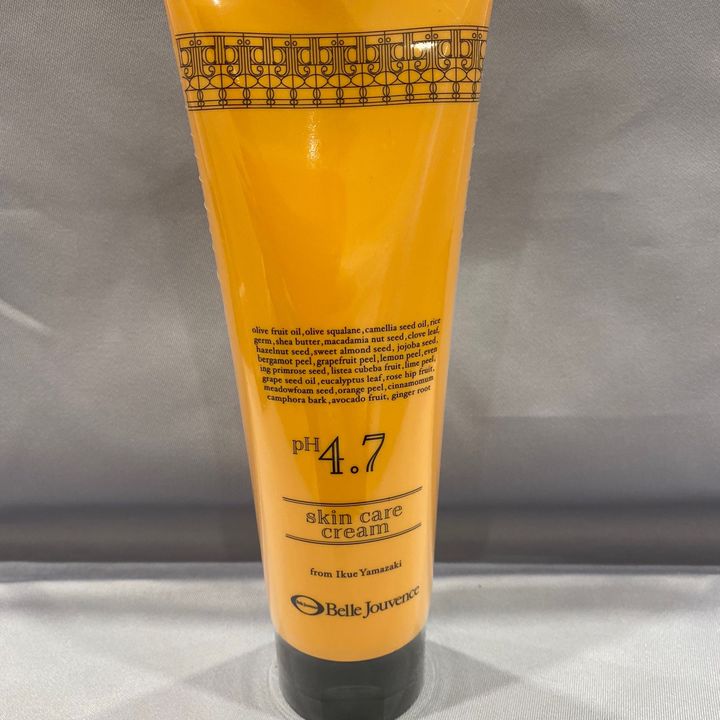 olive fruit oil, olive squalane, camellia seed oil, rice
germ, shea butter, macadamia nut seed, clove leaf,
hazelnut seed, sweet almond seed, jojoba seed,
bergamot peel, grapefruit peel, lemon peel, even
ing primrose seed, listea cubeba fruit, lime peel,
grape seed oil, eucalyptus leaf, rose hip fruit,
meadowfoam seed, orange peel, cinnamomum
camphora bark, avocado fruit, ginger root
pH 4.7
skin care
cream
from Ikue Yamazaki
Belle Jouvence